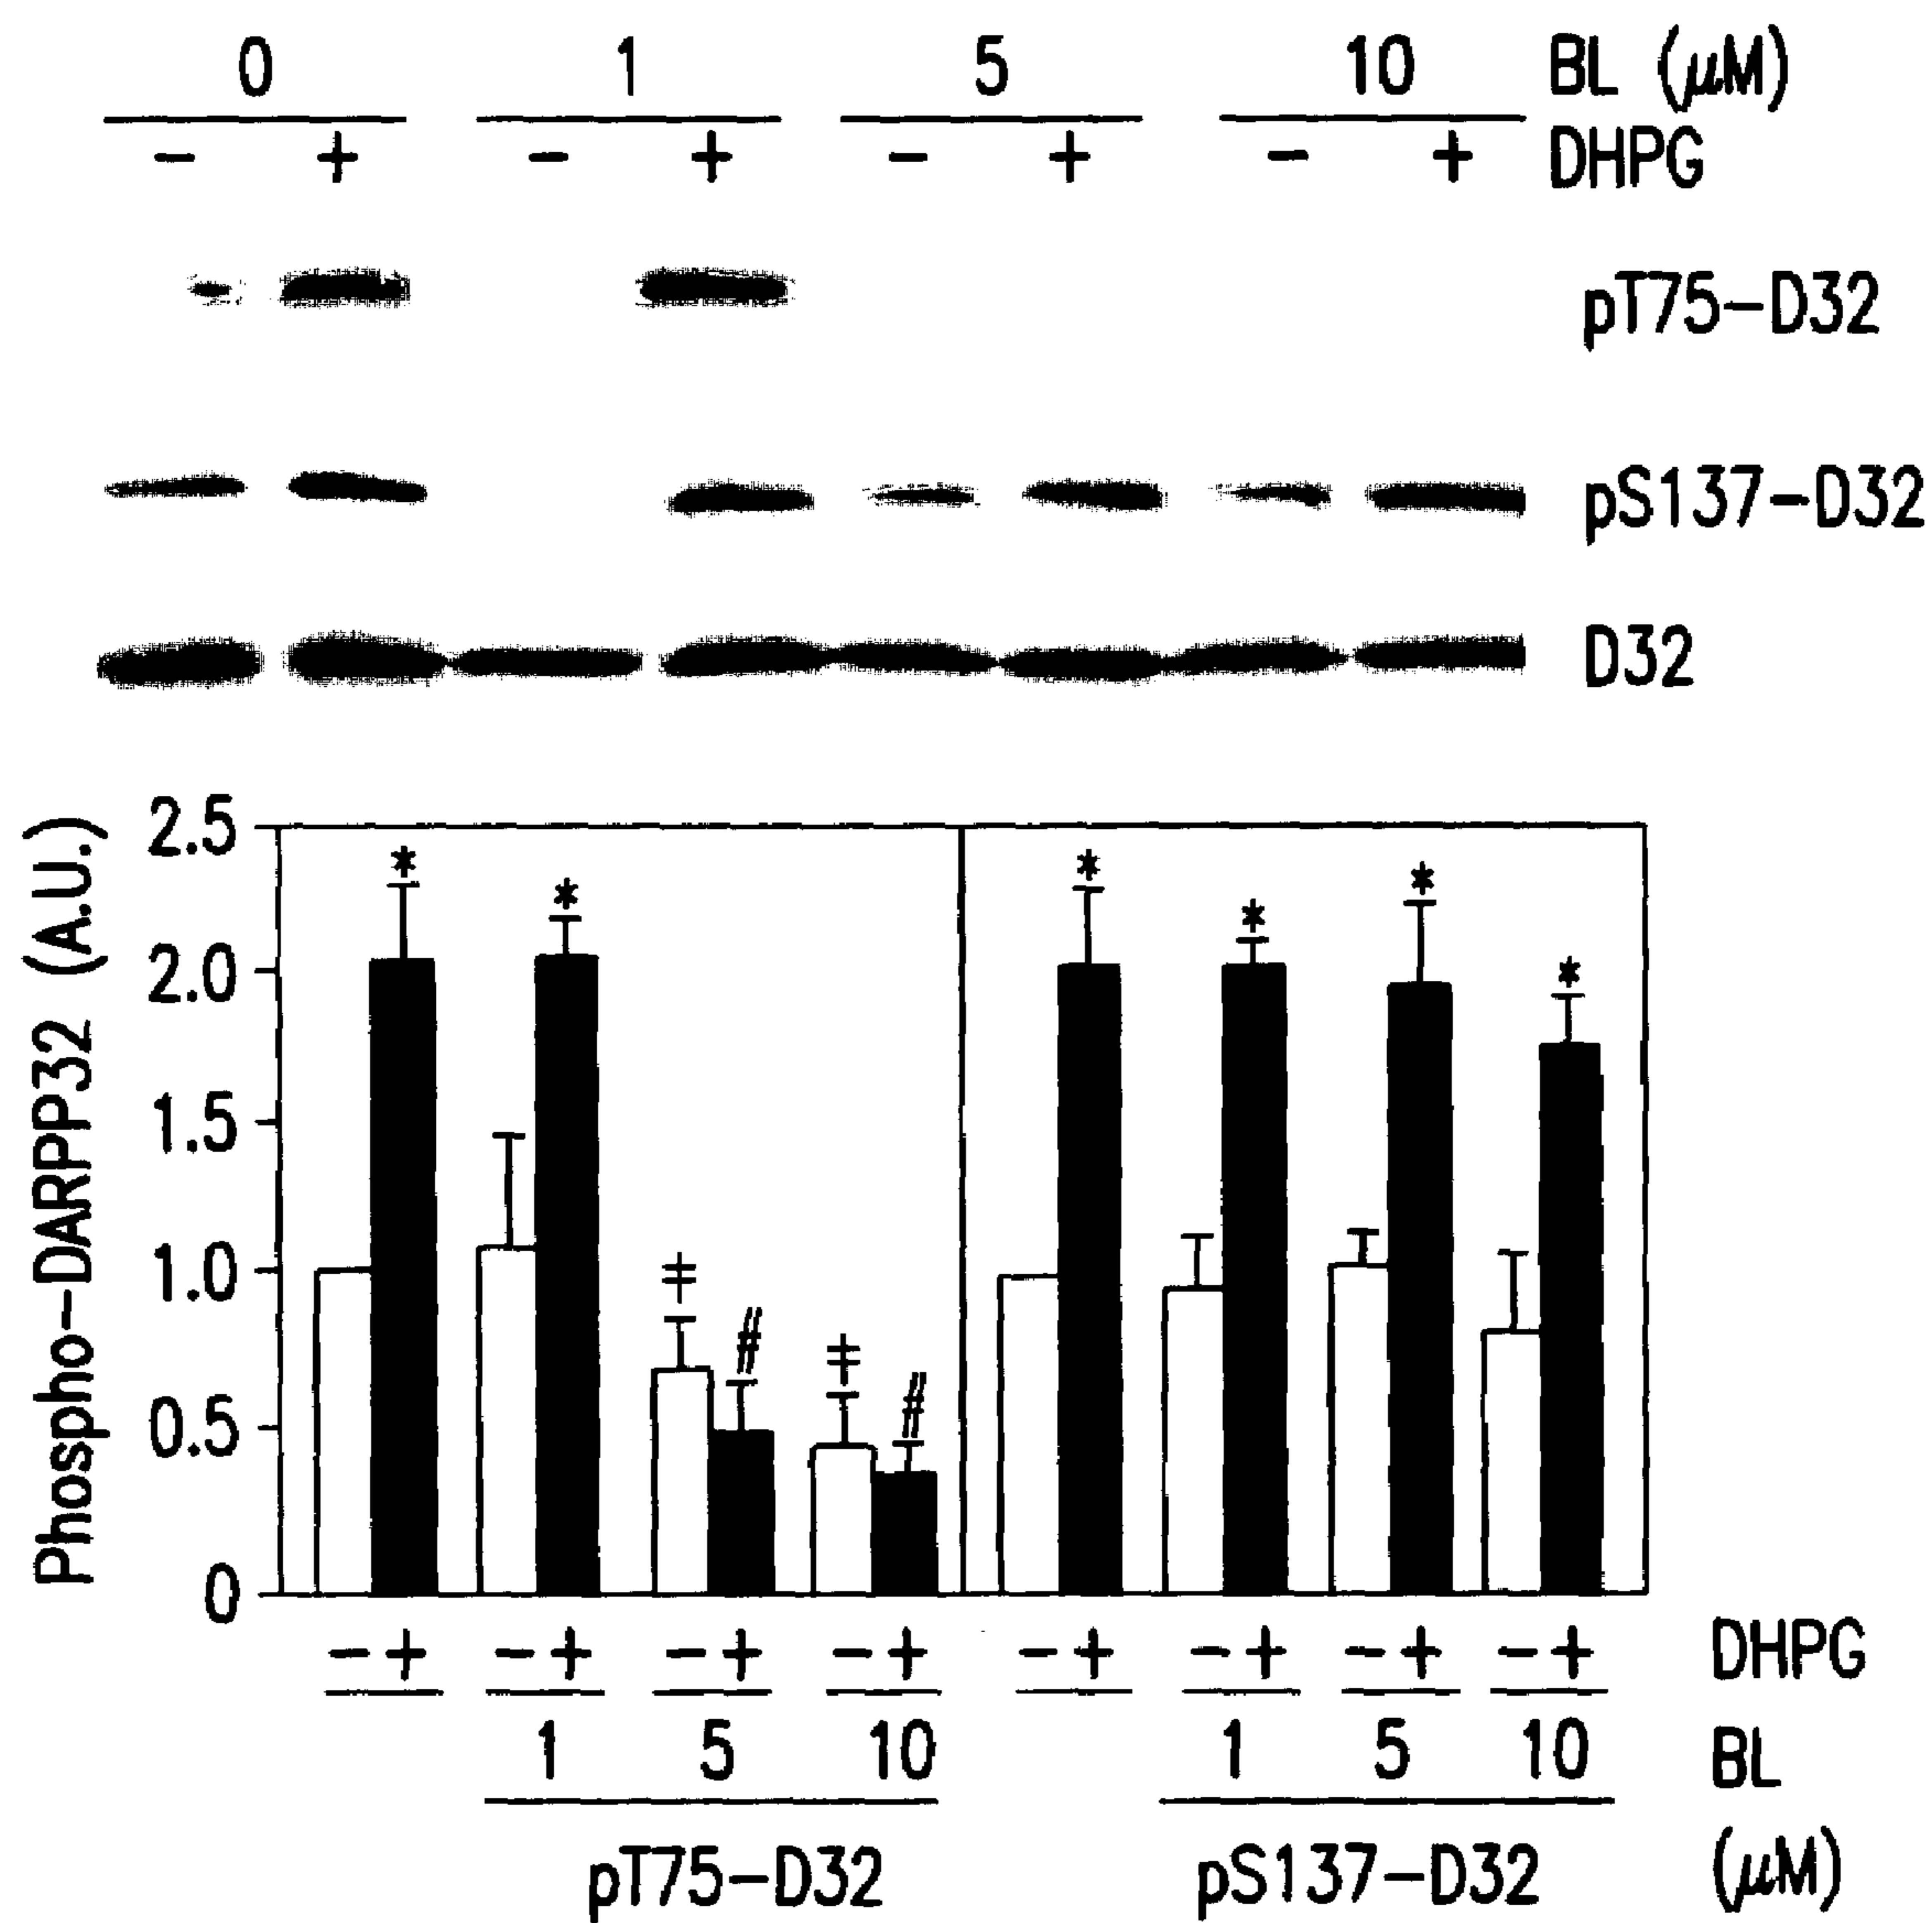 0 1 5 10 BL (μM)
- + - + - + - + DHPG
pT75-D32
pS137-D32
D32
Phospho-DARPP32 (A.U.)
2.5
2.0
1.5
1.0
0.5
0
* * ‡ # ‡ # * * * *
-+ -+ -+ -+ -+ -+ -+ -+ DHPG
1 5 10 1 5 10 BL
pT75-D32 pS137-D32 (μM)